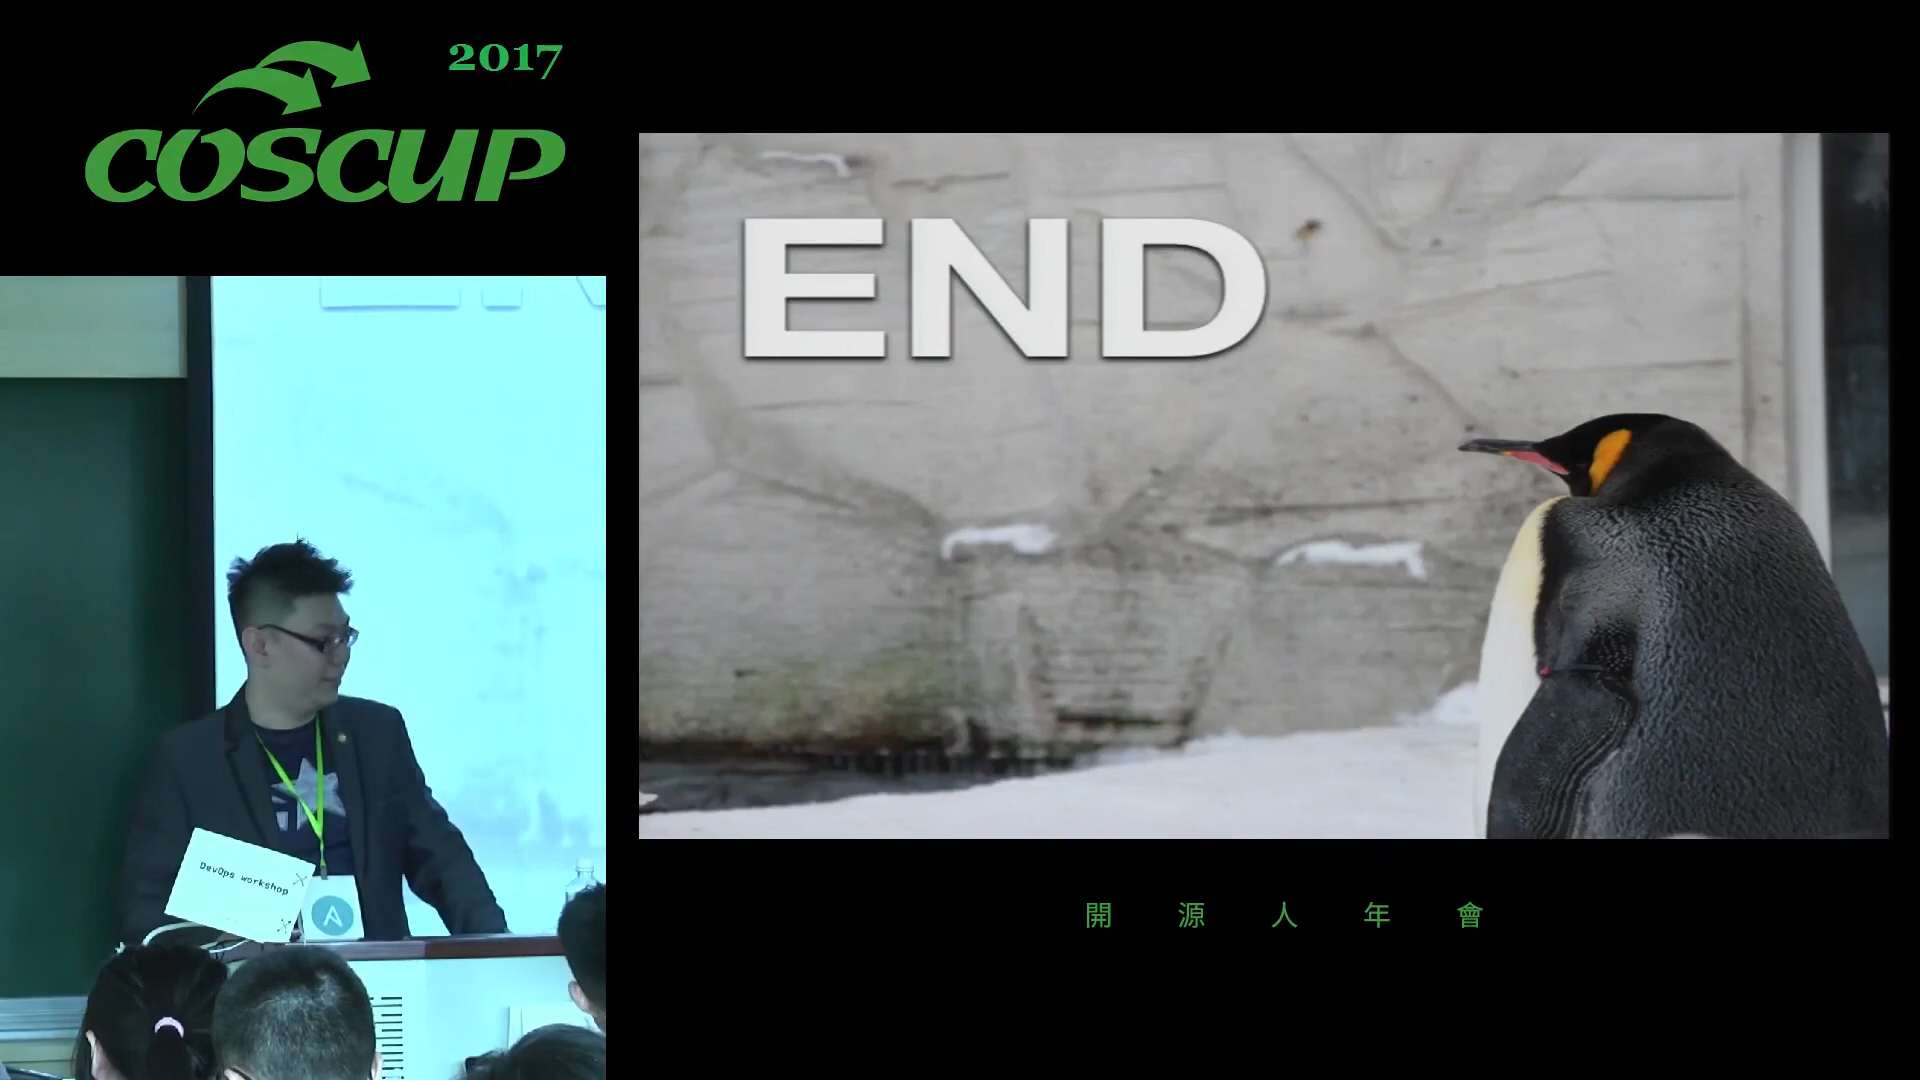 2017
COSCUP
END
DevOps workshop
開源人年會